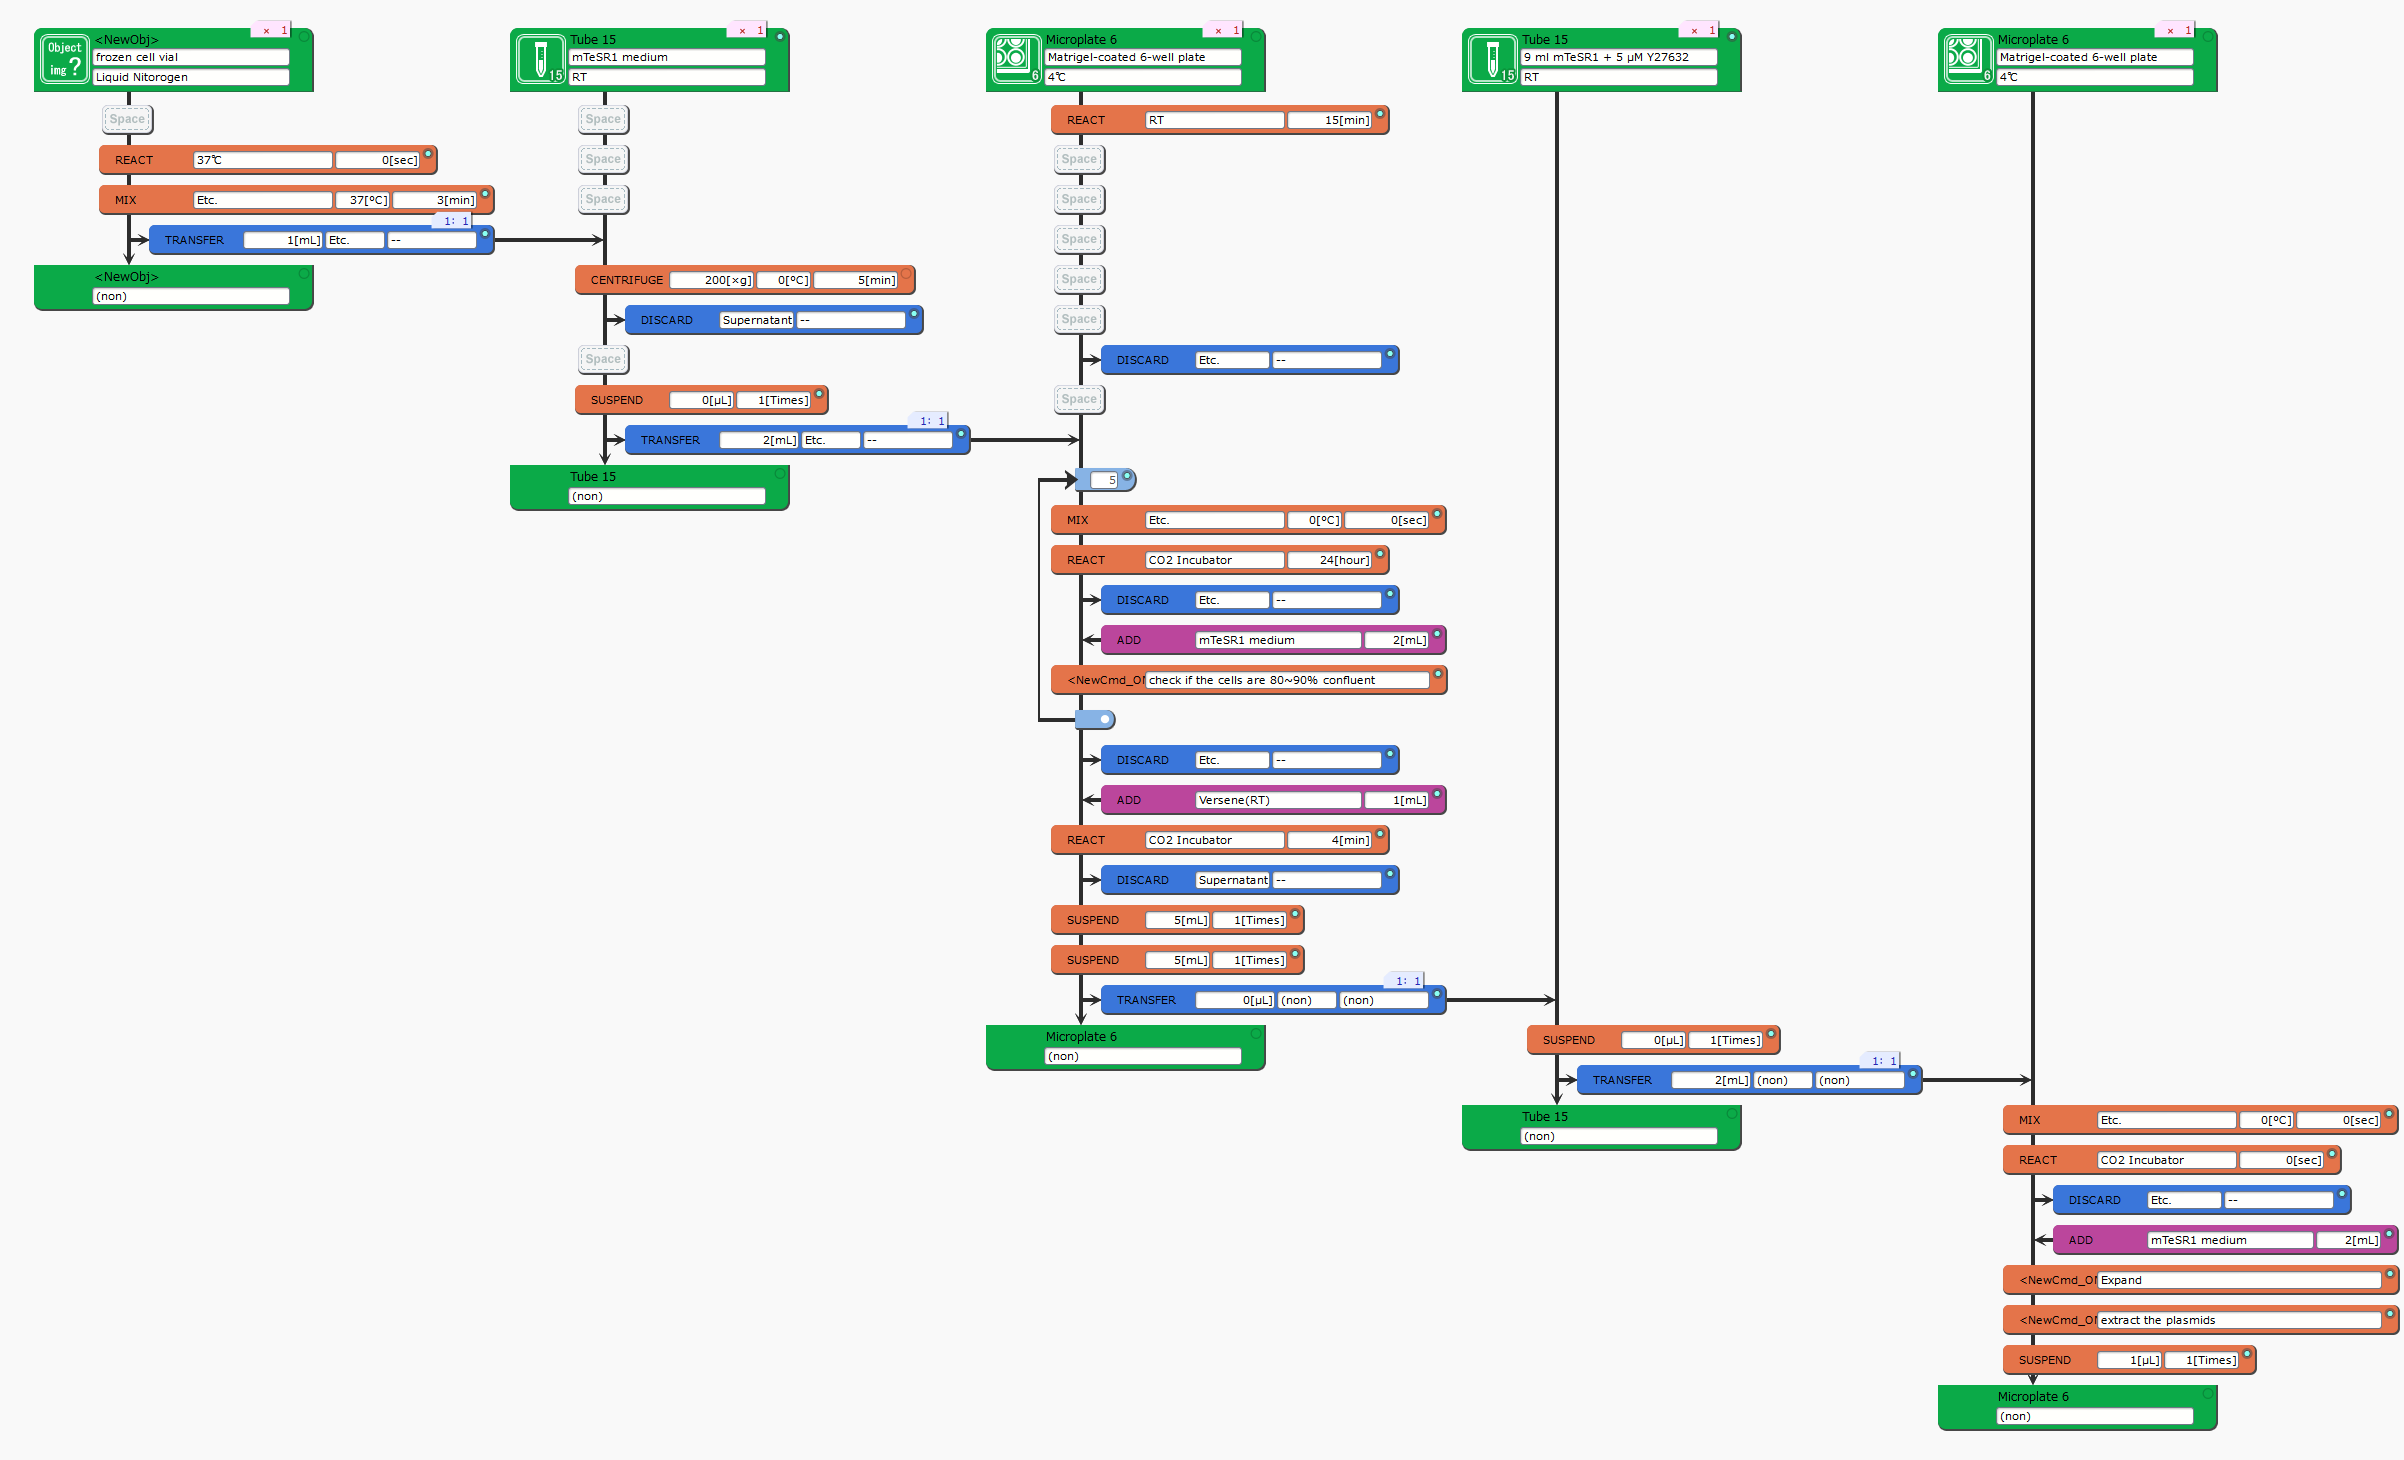 × 1
<NewObj>
Object
img ?
frozen cell vial
Liquid Nitorogen
Space
REACT 37℃ 0[sec]
MIX Etc. 37[ºC] 3[min]
1: 1
TRANSFER 1[mL] Etc. --
<NewObj>
(non)
× 1
Tube 15
15
mTeSR1 medium
RT
Space
Space
Space
CENTRIFUGE 200[×g] 0[ºC] 5[min]
DISCARD Supernatant --
Space
SUSPEND 0[μL] 1[Times]
1: 1
TRANSFER 2[mL] Etc. --
Tube 15
(non)
× 1
Microplate 6
6
Matrigel-coated 6-well plate
4℃
REACT RT 15[min]
Space
Space
Space
Space
Space
DISCARD Etc. --
Space
5
MIX Etc. 0[ºC] 0[sec]
REACT CO2 Incubator 24[hour]
DISCARD Etc. --
ADD mTeSR1 medium 2[mL]
<NewCmd_O check if the cells are 80~90% confluent
DISCARD Etc. --
ADD Versene(RT) 1[mL]
REACT CO2 Incubator 4[min]
DISCARD Supernatant --
SUSPEND 5[mL] 1[Times]
SUSPEND 5[mL] 1[Times]
1: 1
TRANSFER 0[μL] (non) (non)
Microplate 6
(non)
× 1
Tube 15
15
9 ml mTeSR1 + 5 μM Y27632
RT
SUSPEND 0[μL] 1[Times]
1: 1
TRANSFER 2[mL] (non) (non)
Tube 15
(non)
× 1
Microplate 6
6
Matrigel-coated 6-well plate
4℃
MIX Etc. 0[ºC] 0[sec]
REACT CO2 Incubator 0[sec]
DISCARD Etc. --
ADD mTeSR1 medium 2[mL]
<NewCmd_O Expand
<NewCmd_O extract the plasmids
SUSPEND 1[μL] 1[Times]
Microplate 6
(non)